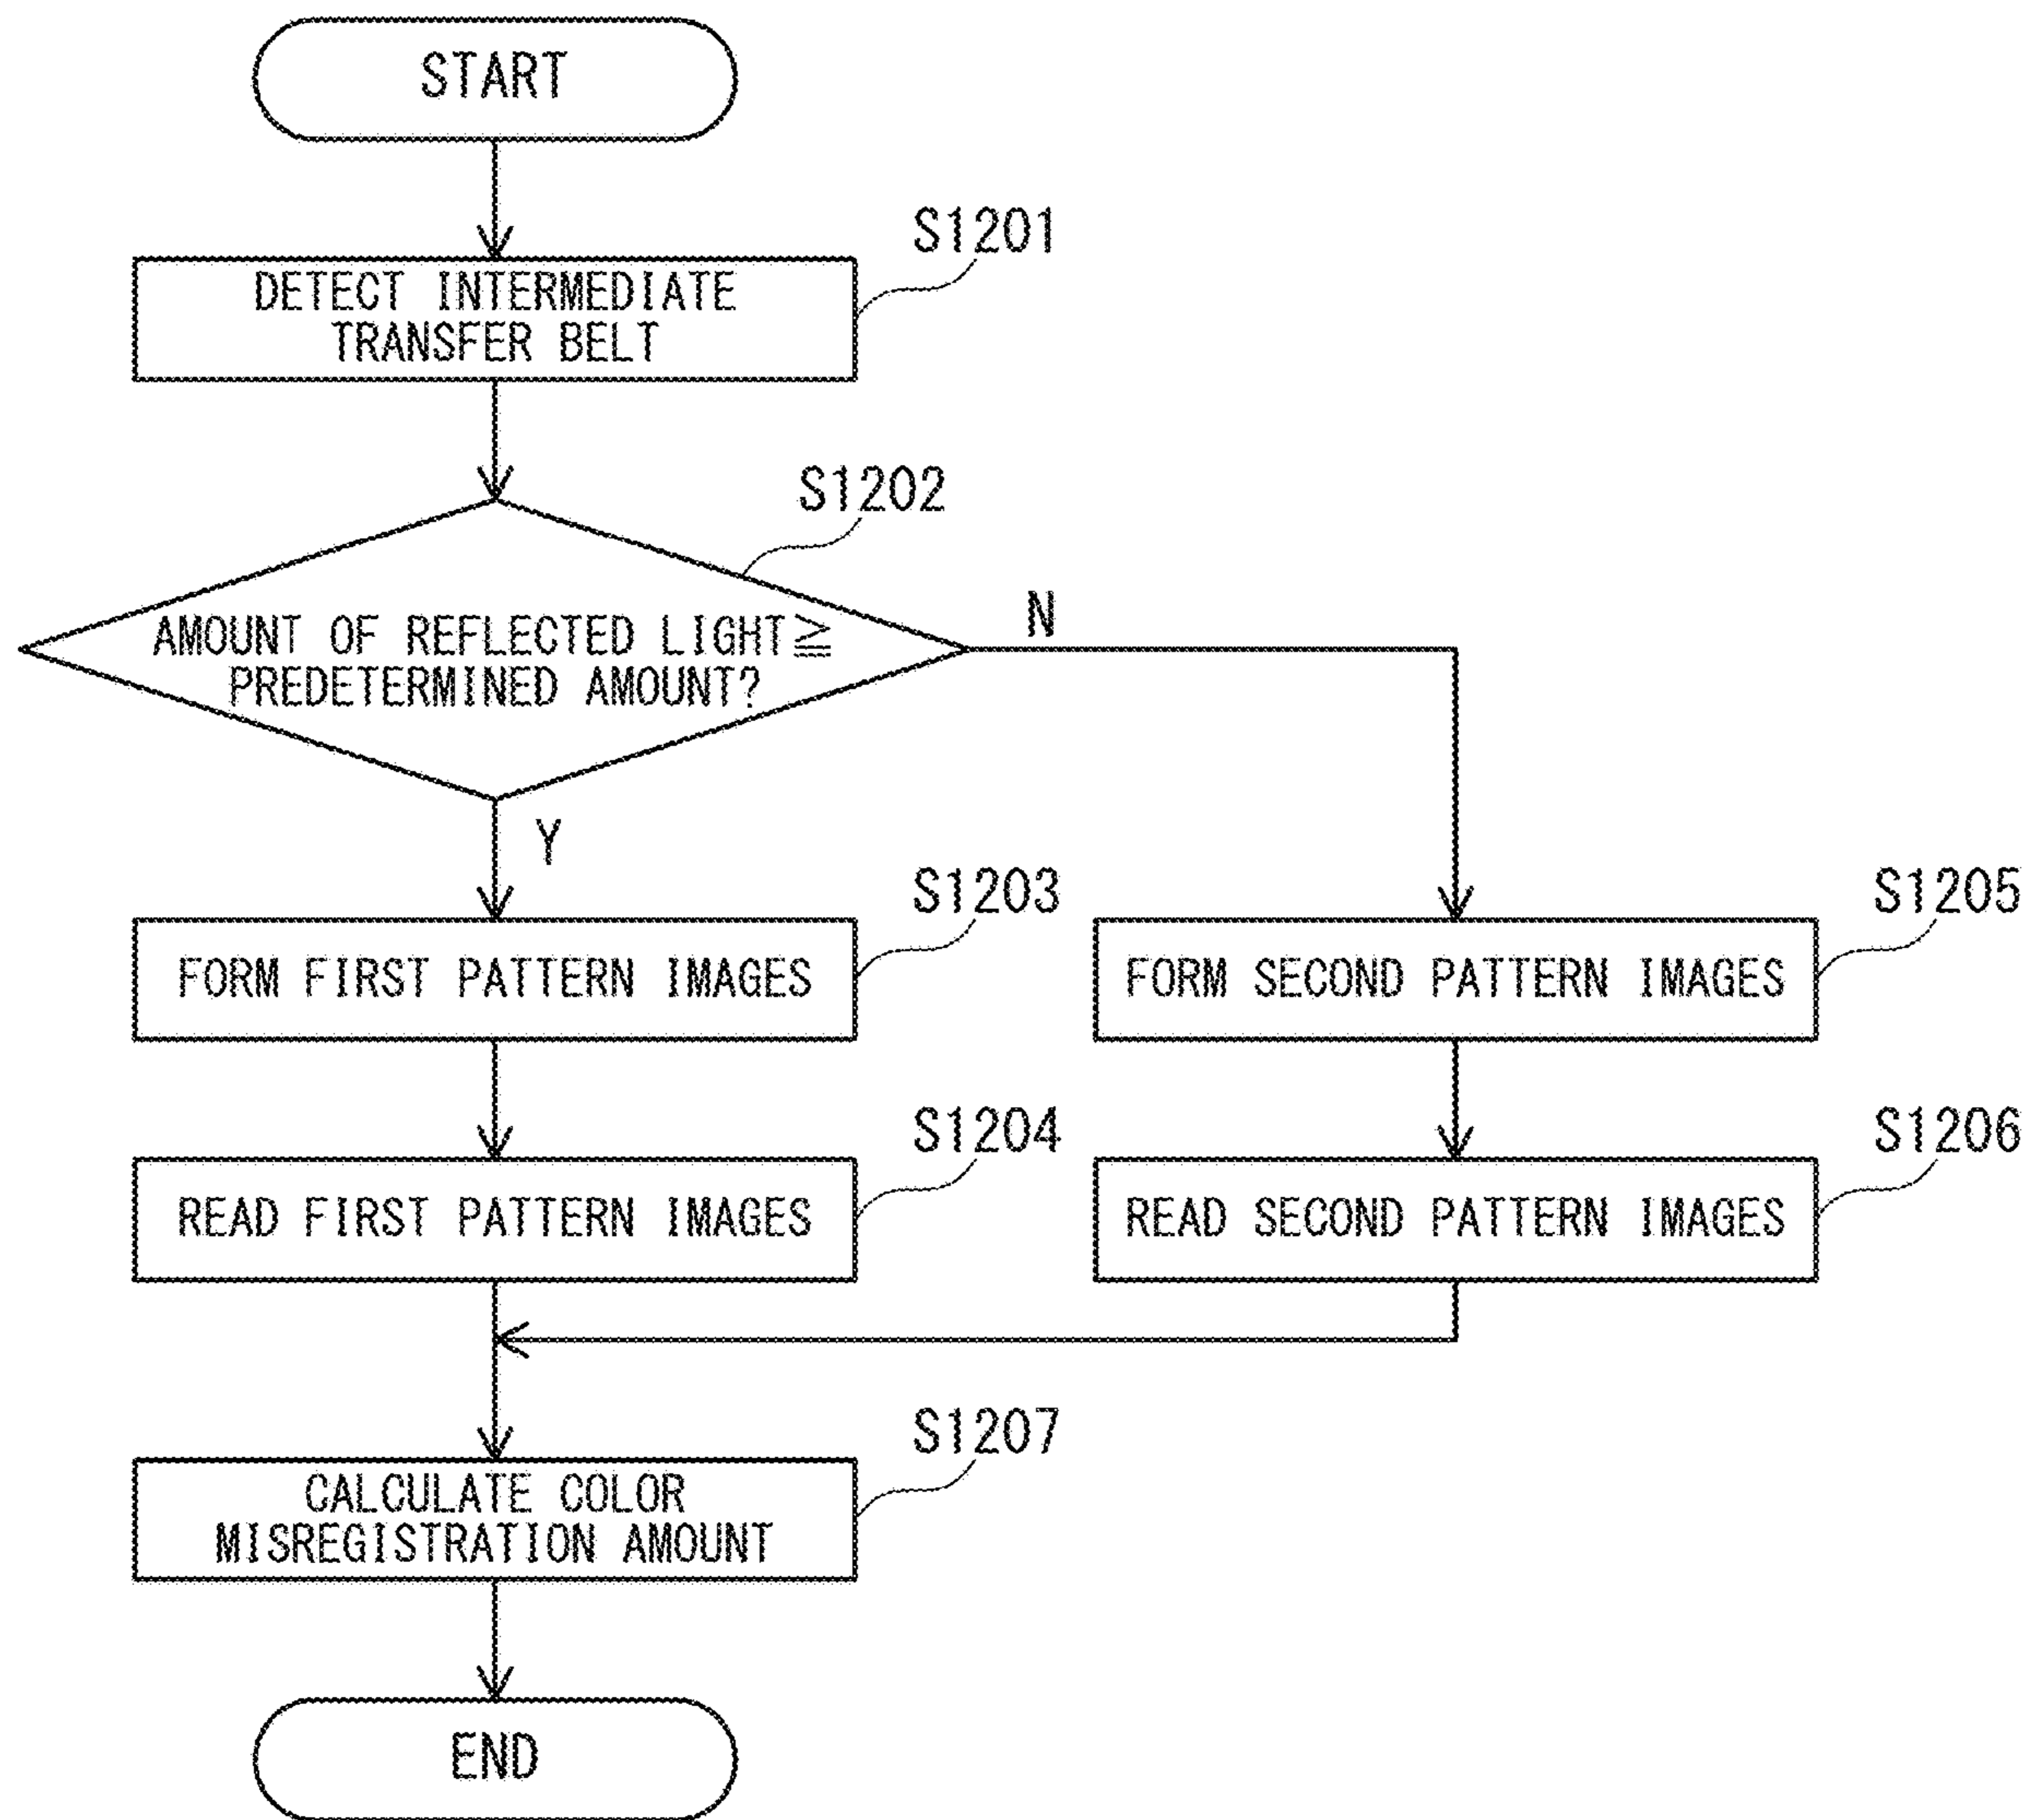 START
S1201
DETECT INTERMEDIATE
TRANSFER BELT
S1202
AMOUNT OF REFLECTED LIGHT≧
PREDETERMINED AMOUNT?
N
Y
S1203
FORM FIRST PATTERN IMAGES
S1205
FORM SECOND PATTERN IMAGES
S1204
READ FIRST PATTERN IMAGES
S1206
READ SECOND PATTERN IMAGES
S1207
CALCULATE COLOR
MISREGISTRATION AMOUNT
END